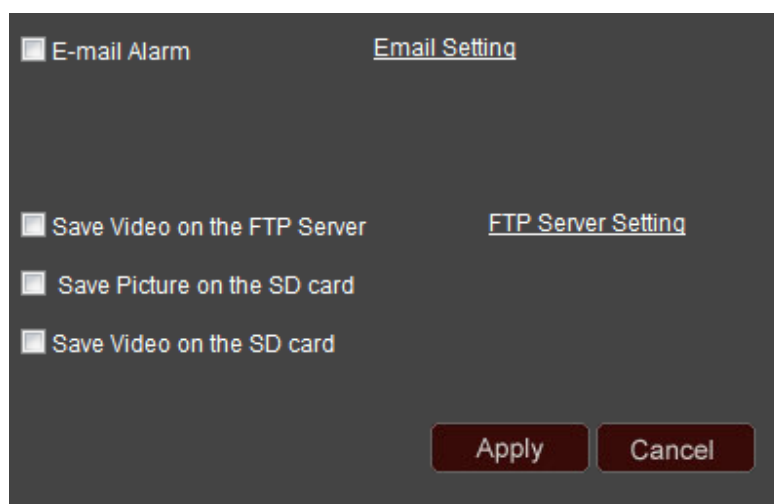 E-mail Alarm Email Setting
Save Video on the FTP Server FTP Server Setting
Save Picture on the SD card
Save Video on the SD card
Apply Cancel